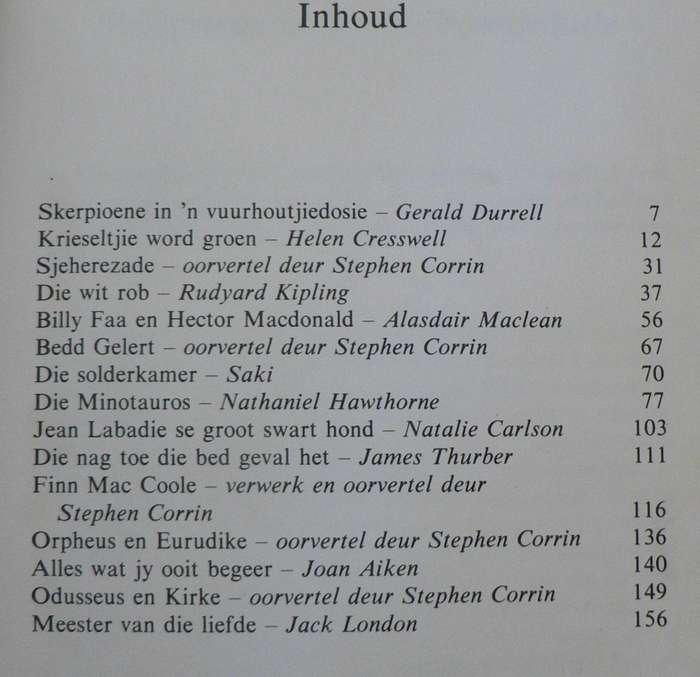 Inhoud
Skerpioene in 'n vuurhoutjiedosie – Gerald Durrell 7
Krieseltjie word groen – Helen Cresswell 12
Sjeherezade – oorvertel deur Stephen Corrin 31
Die wit rob – Rudyard Kipling 37
Billy Faa en Hector Macdonald – Alasdair Maclean 56
Bedd Gelert – oorvertel deur Stephen Corrin 67
Die solderkamer – Saki 70
Die Minotauros – Nathaniel Hawthorne 77
Jean Labadie se groot swart hond – Natalie Carlson 103
Die nag toe die bed geval het – James Thurber 111
Finn Mac Coole – verwerk en oorvertel deur
Stephen Corrin 116
Orpheus en Eurudike – oorvertel deur Stephen Corrin 136
Alles wat jy ooit begeer – Joan Aiken 140
Odusseus en Kirke – oorvertel deur Stephen Corrin 149
Meester van die liefde – Jack London 156